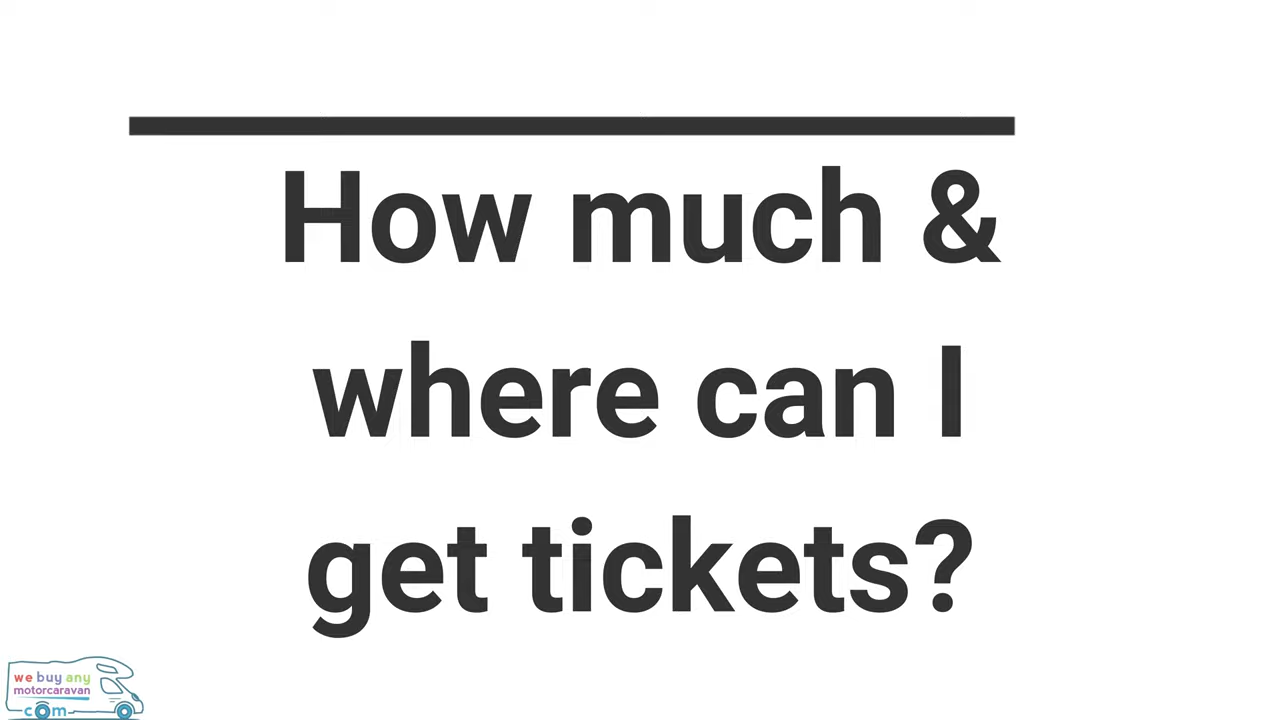 How much &
where can I
get tickets?
we buy any
motorcaravan
com